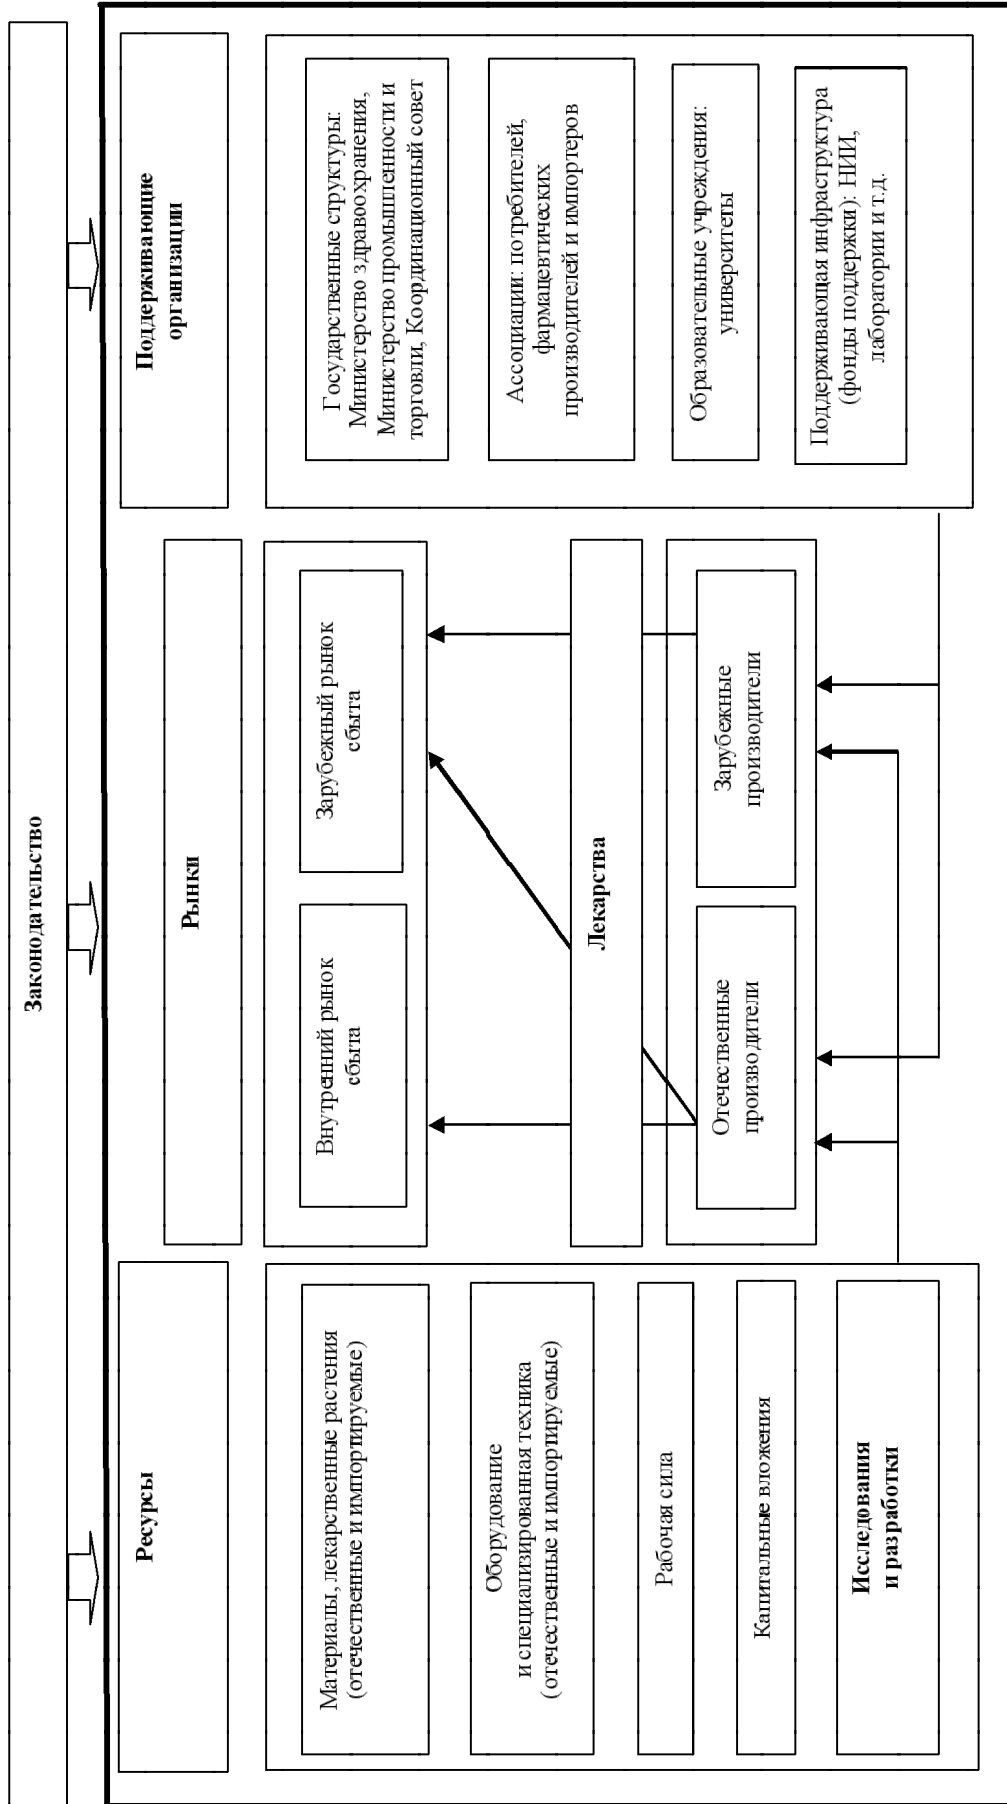 Законодательство
Ресурсы
Материалы, лекарственные растения
(отечественные и импортируемые)
Оборудование
и специализированная техника
(отечественные и импортируемые)
Рабочая сила
Капитальные вложения
Исследования
и разработки
Рынки
Внутренний рынок
сбыта
Зарубежный рынок
сбыта
Лекарства
Отечественные
производители
Зарубежные
производители
Поддерживающие
организации
Государственные структуры:
Министерство здравоохранения,
Министерство промышленности и
торговли, Координационный совет
Ассоциации: потребителей,
фармацевтических
производителей и импортеров
Образовательные учреждения:
университеты
Поддерживающая инфраструктура
(фонды поддержки): НИИ,
лаборатории и т.д.